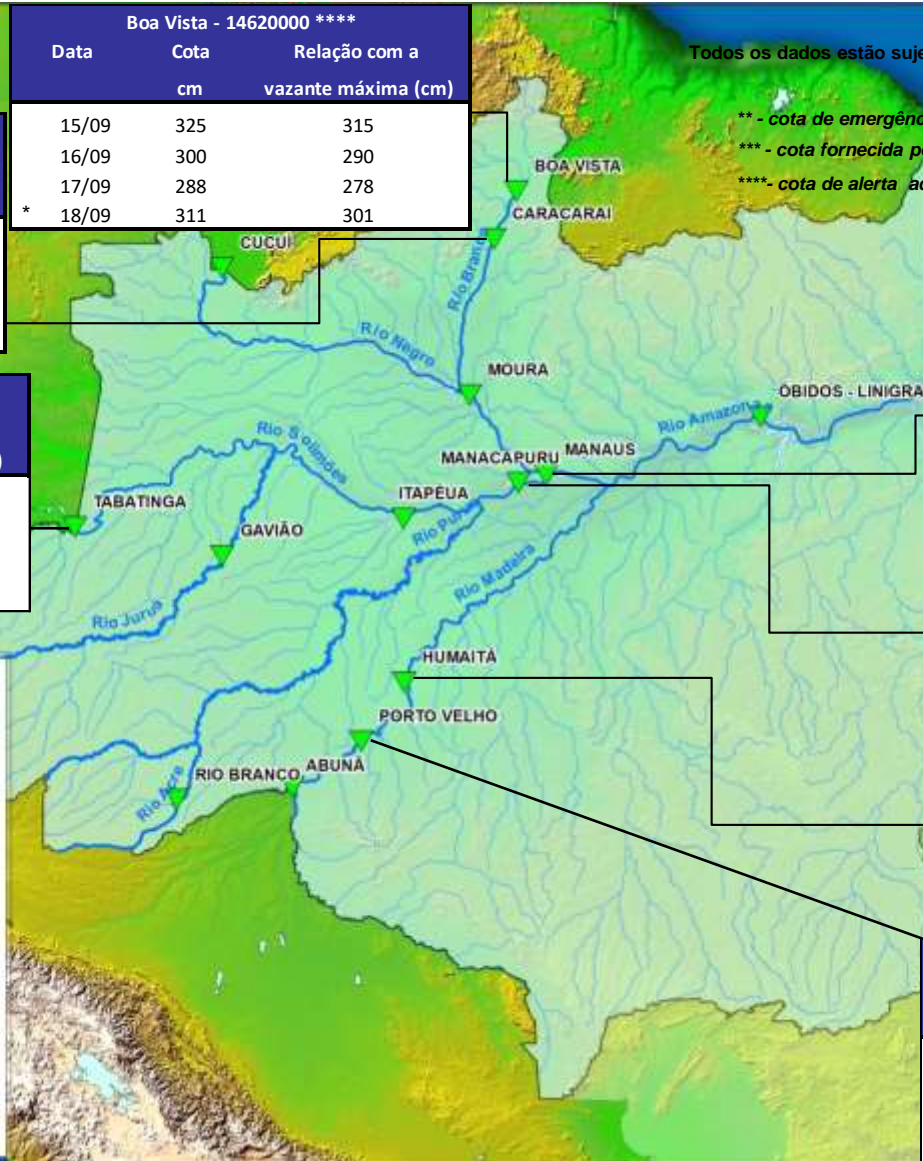 Boa Vista - 14620000 ****
Data Cota Relação com a
cm vazante máxima (cm)
15/09 325 315
16/09 300 290
17/09 288 278
* 18/09 311 301
Todos os dados estão suje
** - cota de emergênc
*** - cota fornecida p
****- cota de alerta ad
BOA VISTA
CARACARAI
CUCUI
Rio Branco
Rio Negro
MOURA
ÓBIDOS - LINIGRA
Rio Amazonas
Rio Solimões
MANACAPURU MANAUS
)
TABATINGA
ITAPÉUA
GAVIÃO
Rio Purus
Rio Madeira
Rio Juruá
HUMAITÁ
PORTO VELHO
RIO BRANCO ABUNÃ
Rio Acre